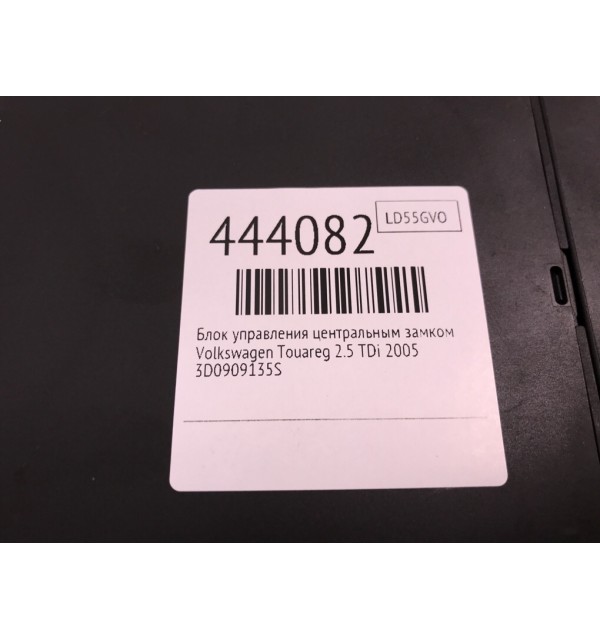 444082
LD55GVO
Блок управления центральным замком
Volkswagen Touareg 2.5 TDi 2005
3D0909135S